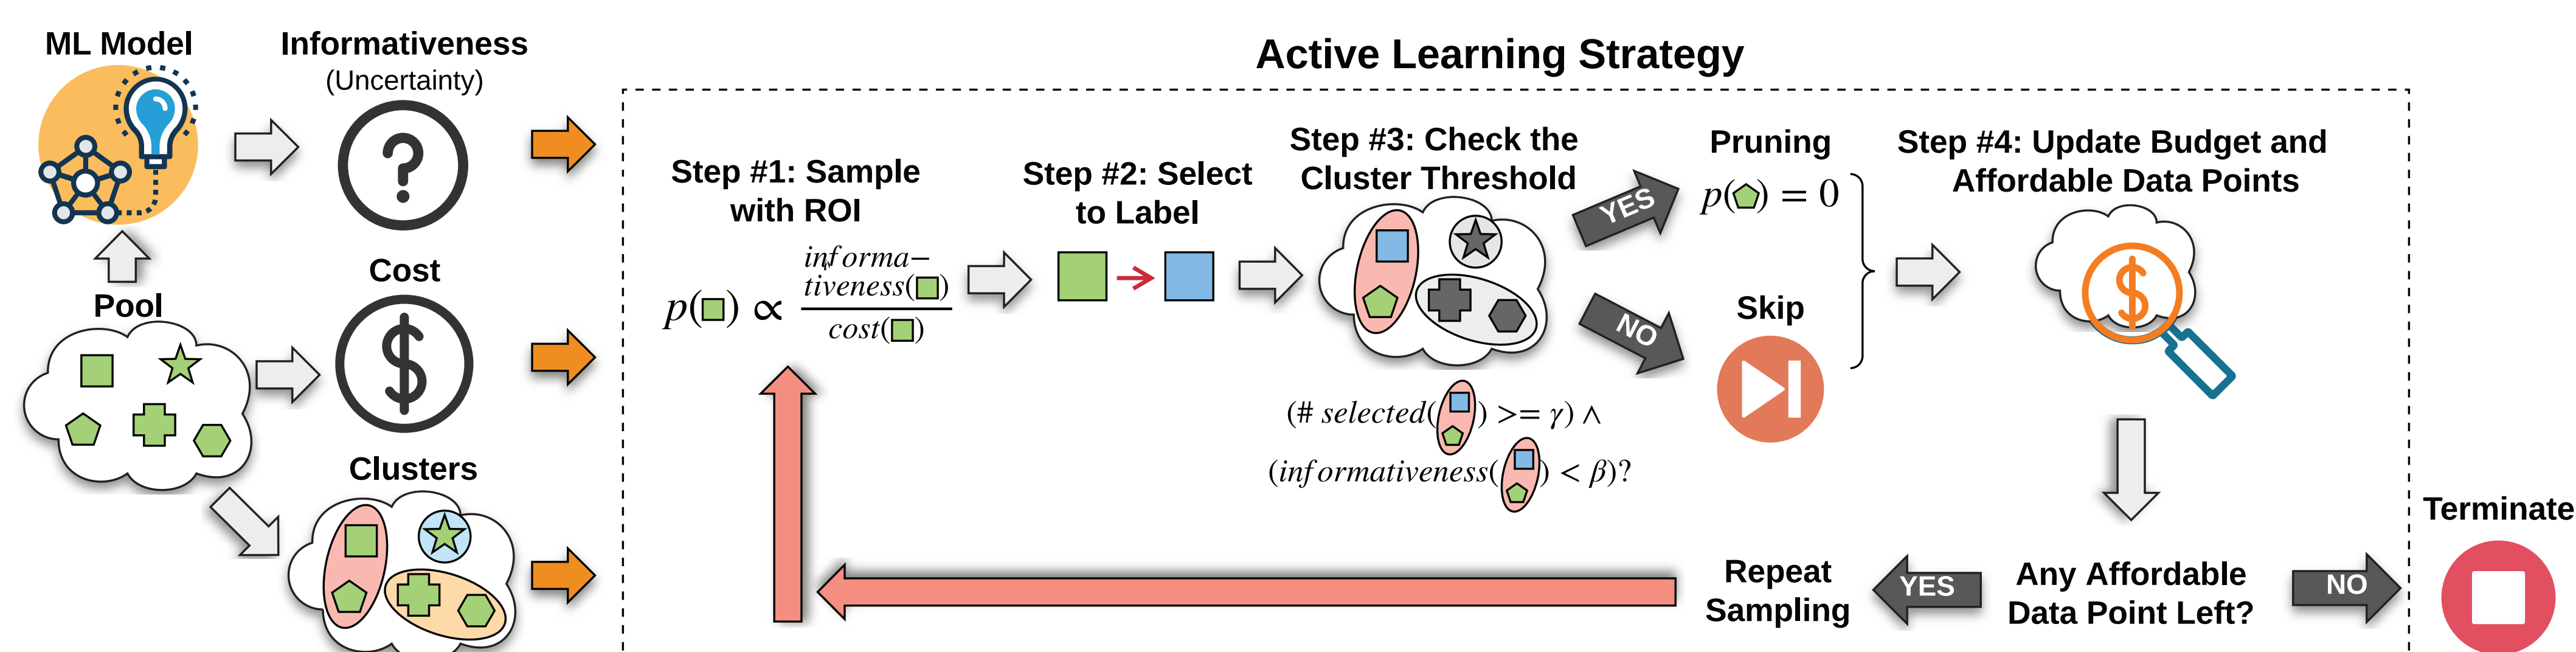 ML Model
Informativeness
(Uncertainty)
Pool
Cost
Clusters
Active Learning Strategy
Step #1: Sample
with ROI
p( ) ∝
informa–
tiveness( )
cost( )
Step #2: Select
to Label
Step #3: Check the
Cluster Threshold
(# selected( ) >= γ) ∧
(informativeness( ) < β)?
YES
NO
Pruning
p( ) = 0
Skip
Step #4: Update Budget and
Affordable Data Points
Any Affordable
Data Point Left?
YES
Repeat
Sampling
NO
Terminate